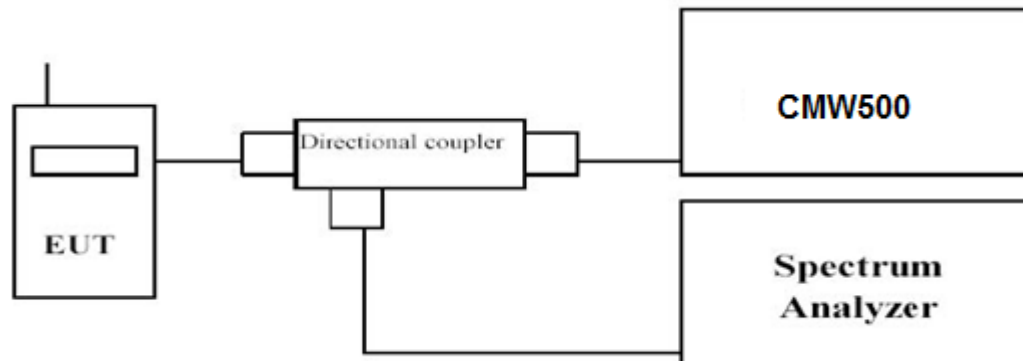 CMW500
Directional coupler
EUT
Spectrum
Analyzer